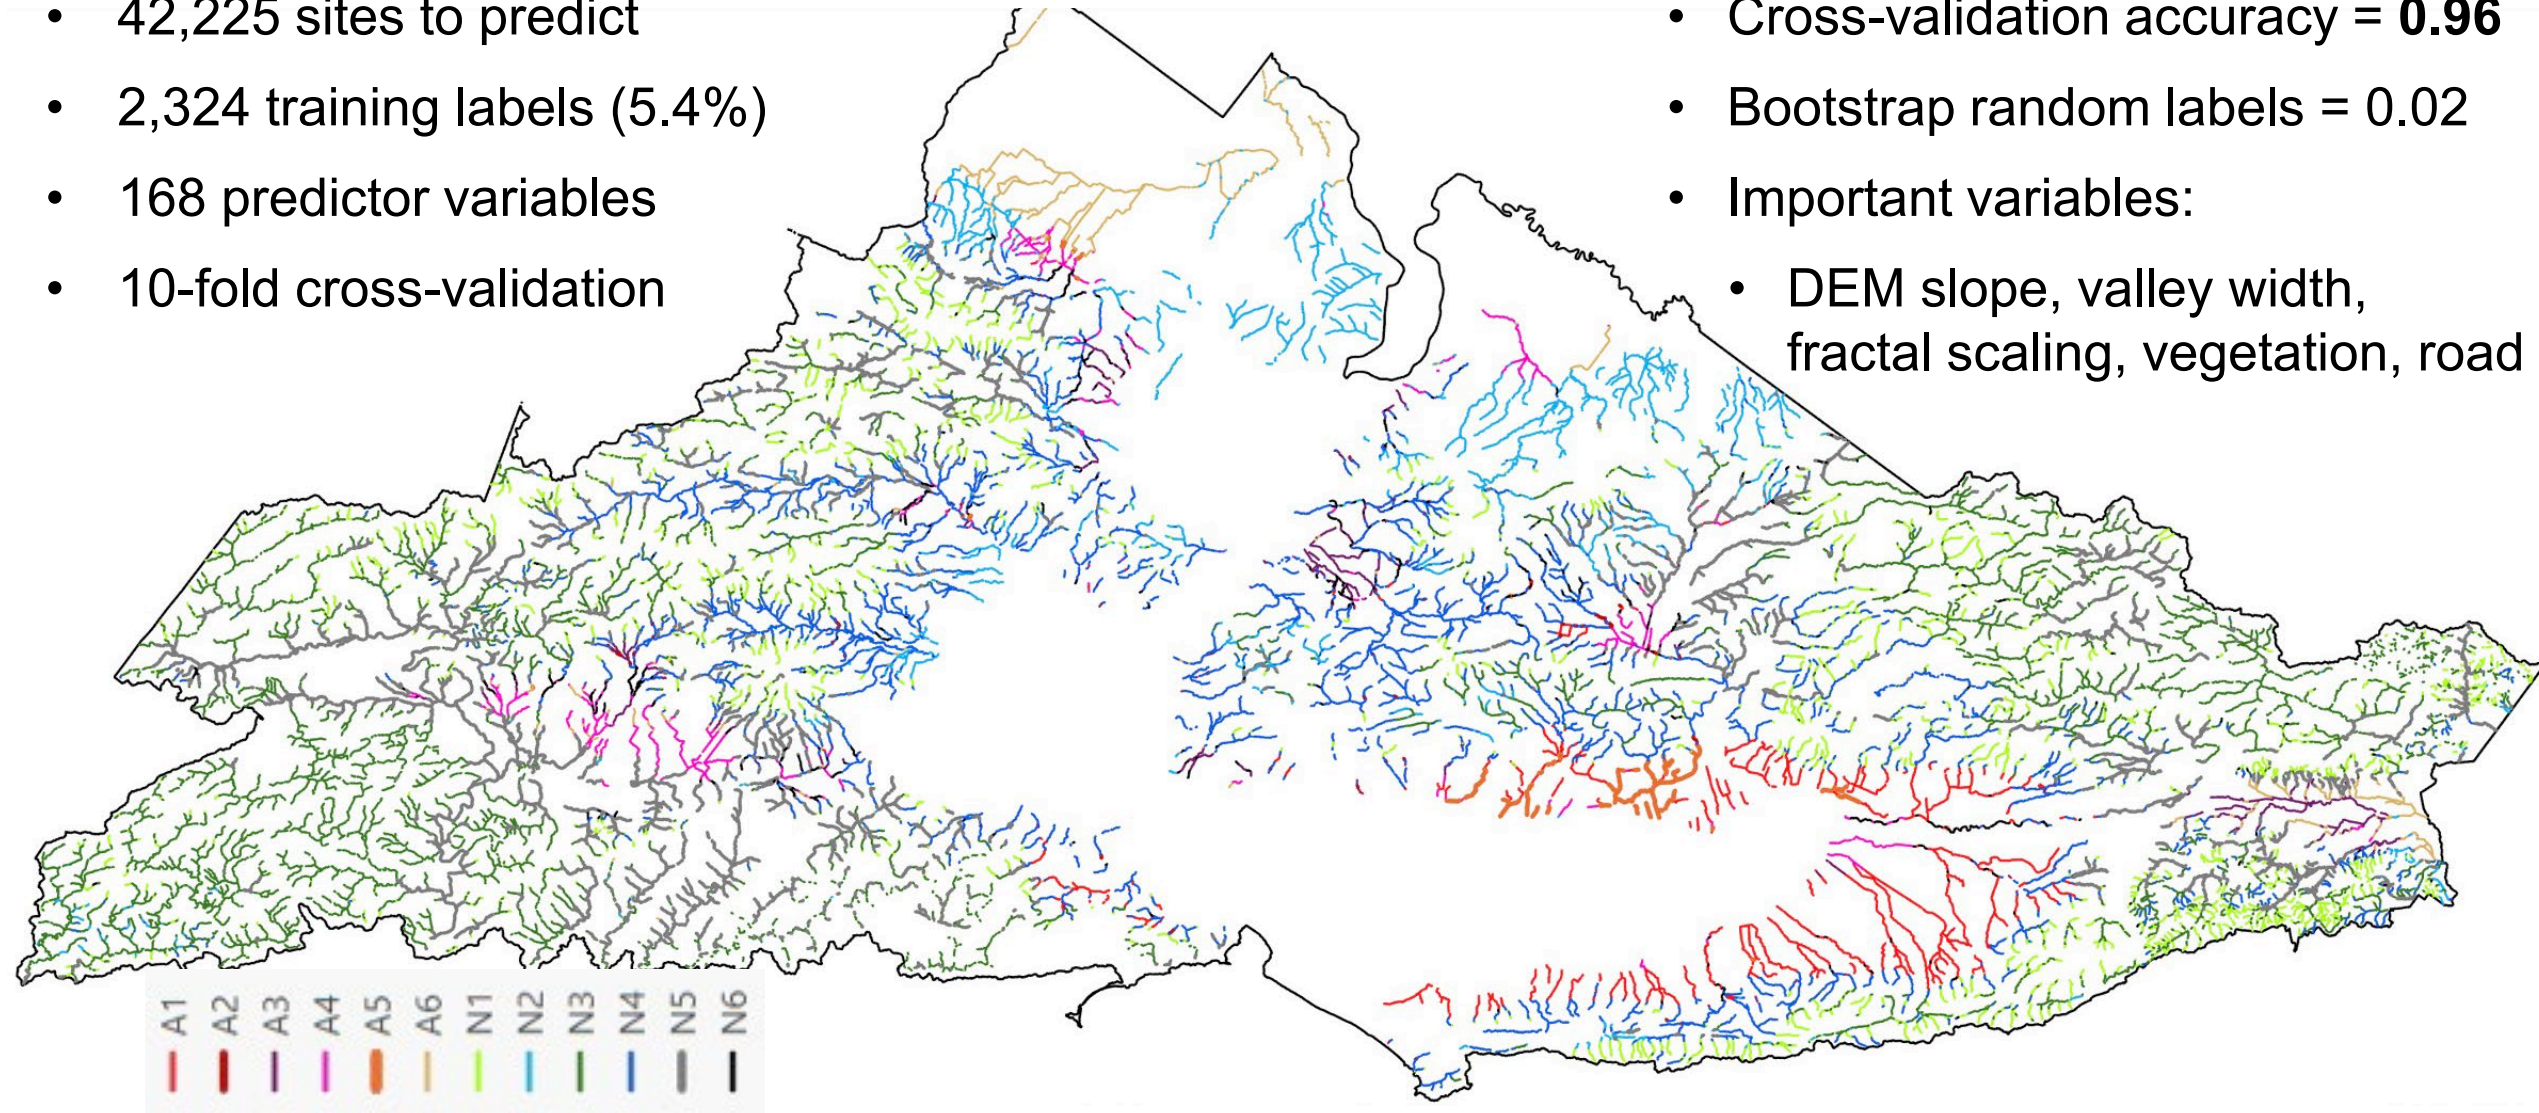 • 42,225 sites to predict
• 2,324 training labels (5.4%)
• 168 predictor variables
• 10-fold cross-validation
• Cross-validation accuracy = 0.96
• Bootstrap random labels = 0.02
• Important variables:
• DEM slope, valley width,
fractal scaling, vegetation, road
A1
A2
A3
A4
A5
A6
N1
N2
N3
N4
N5
N6